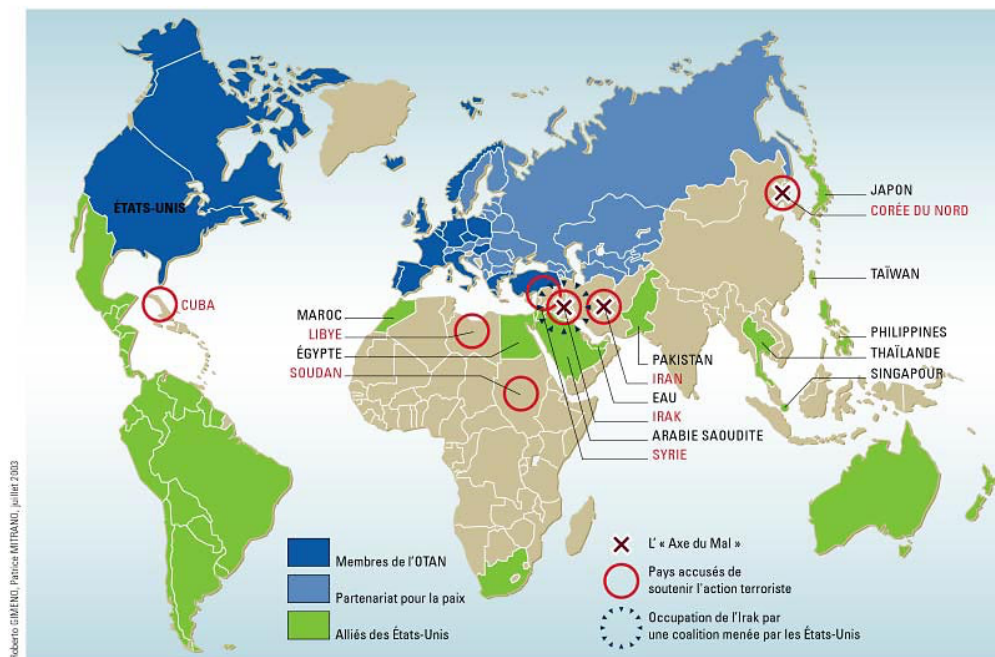 ÉTATS-UNIS
CUBA
MAROC
LIBYE
ÉGYPTE
SOUDAN
PAKISTAN
IRAN
EAU
IRAK
ARABIE SAOUDITE
SYRIE
JAPON
CORÉE DU NORD
TAÏWAN
PHILIPPINES
THAÏLANDE
SINGAPOUR
Membres de l'OTAN
Partenariat pour la paix
Alliés des États-Unis
L' « Axe du Mal »
Pays accusés de
soutenir l'action terroriste
Occupation de l'Irak par
une coalition menée par les États-Unis
Roberto GIMENO, Patrice MITRANO, juillet 2003